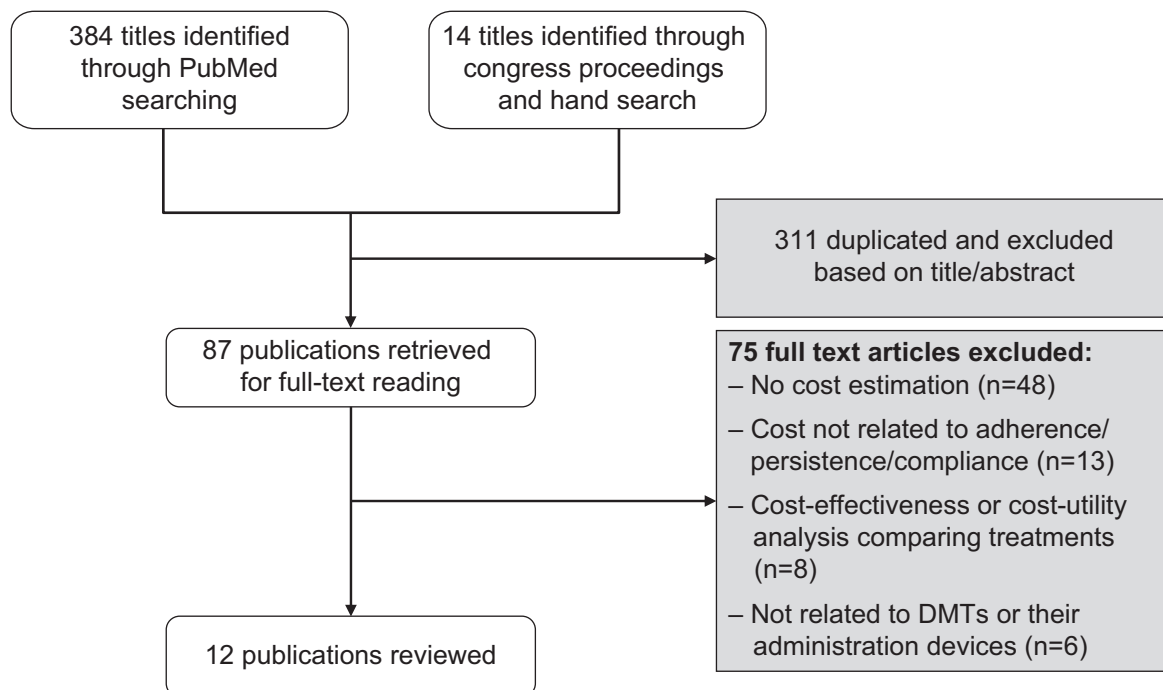 384 titles identified
through PubMed
searching
14 titles identified through
congress proceedings
and hand search
311 duplicated and excluded
based on title/abstract
87 publications retrieved
for full-text reading
75 full text articles excluded:
– No cost estimation (n=48)
– Cost not related to adherence/
persistence/compliance (n=13)
– Cost-effectiveness or cost-utility
analysis comparing treatments
(n=8)
– Not related to DMTs or their
administration devices (n=6)
12 publications reviewed